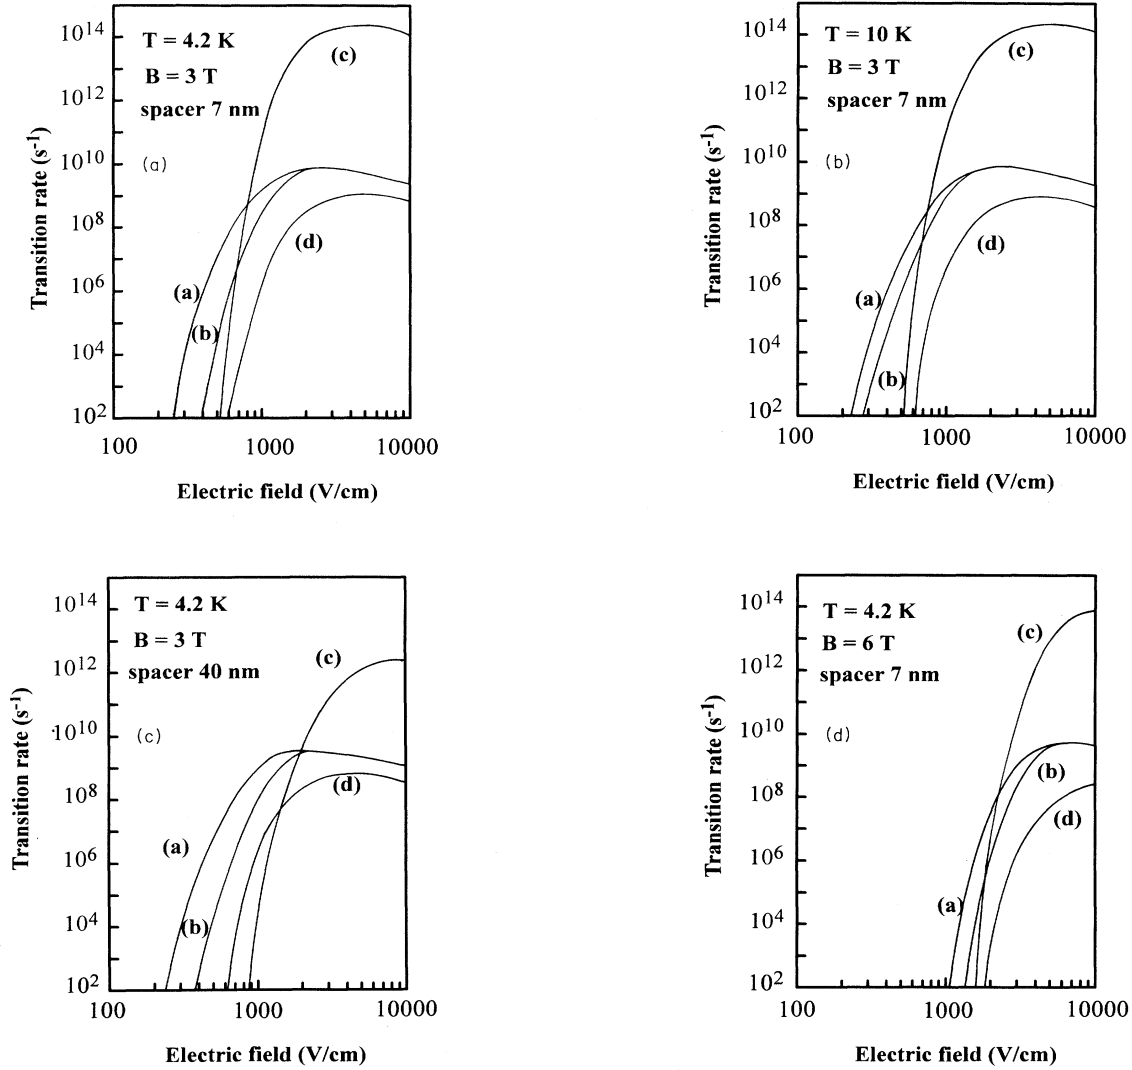 T = 4.2 K
B = 3 T
spacer 7 nm
(a)
(c)
(a)
(b)
(d)
10^14
10^12
10^10
10^8
10^6
10^4
10^2
100 1000 10000
Transition rate (s^-1)
Electric field (V/cm)
T = 10 K
B = 3 T
spacer 7 nm
(b)
(c)
(a)
(b)
(d)
10^14
10^12
10^10
10^8
10^6
10^4
10^2
100 1000 10000
Transition rate (s^-1)
Electric field (V/cm)
T = 4.2 K
B = 3 T
spacer 40 nm
(c)
(c)
(a)
(b)
(d)
10^14
10^12
10^10
10^8
10^6
10^4
10^2
100 1000 10000
Transition rate (s^-1)
Electric field (V/cm)
T = 4.2 K
B = 6 T
spacer 7 nm
(d)
(c)
(b)
(d)
(a)
10^14
10^12
10^10
10^8
10^6
10^4
10^2
100 1000 10000
Transition rate (s^-1)
Electric field (V/cm)